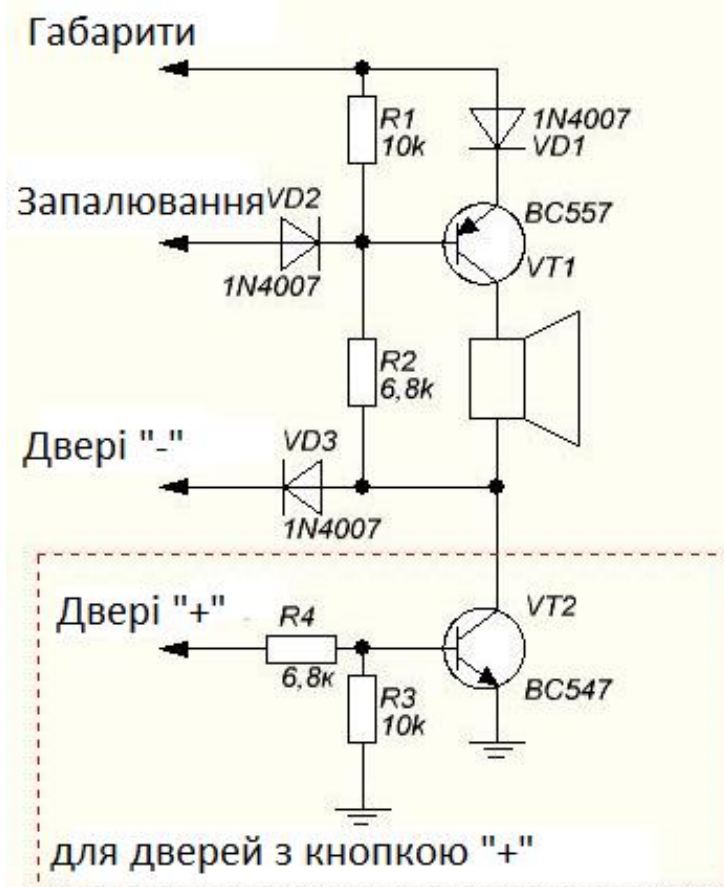 Габарити
R1
10k
1N4007
VD1
Запалювання
VD2
1N4007
BC557
VT1
R2
6,8k
Двері "-"
VD3
1N4007
Двері "+"
R4
6,8к
VT2
BC547
R3
10k
для дверей з кнопкою "+"